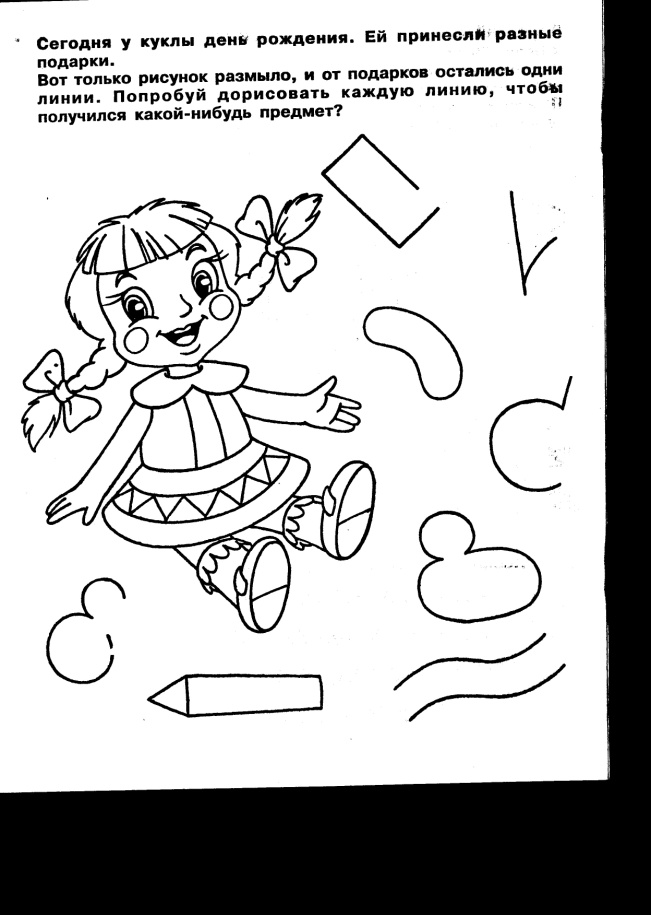 Сегодня у куклы день рождения. Ей принесли разные
подарки.
Вот только рисунок размыло, и от подарков остались одни
линии. Попробуй дорисовать каждую линию, чтобы
получился какой-нибудь предмет?